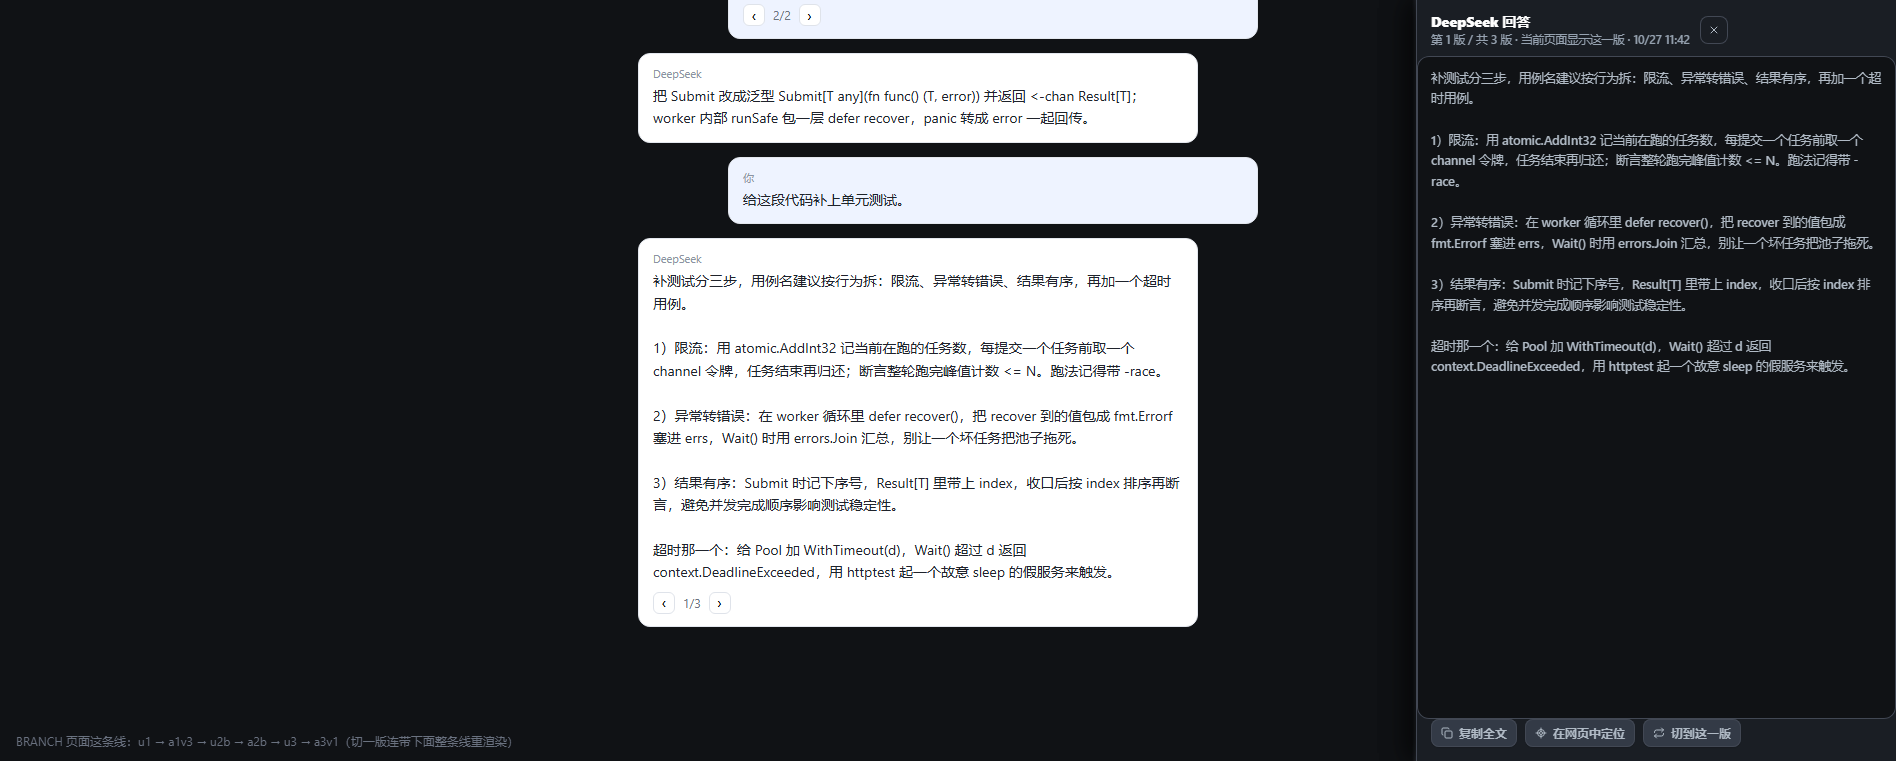 ‹ 2/2 ›
DeepSeek
把 Submit 改成泛型 Submit[T any](fn func() (T, error)) 并返回 <-chan Result[T]；
worker 内部 runSafe 包一层 defer recover，panic 转成 error 一起回传。
你
给这段代码补上单元测试。
DeepSeek
补测试分三步，用例名建议按行为拆：限流、异常转错误、结果有序，再加一个超时
用例。
1）限流：用 atomic.AddInt32 记当前在跑的任务数，每提交一个任务前取一个
channel 令牌，任务结束再归还；断言整轮跑完峰值计数 <= N。跑法记得带 -race。
2）异常转错误：在 worker 循环里 defer recover()，把 recover 到的值包成 fmt.Errorf
塞进 errs，Wait() 时用 errors.Join 汇总，别让一个坏任务把池子拖死。
3）结果有序：Submit 时记下序号，Result[T] 里带上 index，收口后按 index 排序再断
言，避免并发完成顺序影响测试稳定性。
超时那一个：给 Pool 加 WithTimeout(d)，Wait() 超过 d 返回
context.DeadlineExceeded，用 httptest 起一个故意 sleep 的假服务来触发。
‹ 1/3 ›
BRANCH 页面这条线：u1 → a1v3 → u2b → a2b → u3 → a3v1（切一版连带下面整条线重渲染）
DeepSeek 回答
第 1 版 / 共 3 版 · 当前页面显示这一版 · 10/27 11:42
×
补测试分三步，用例名建议按行为拆：限流、异常转错误、结果有序，再加一个超
时用例。
1）限流：用 atomic.AddInt32 记当前在跑的任务数，每提交一个任务前取一个
channel 令牌，任务结束再归还；断言整轮跑完峰值计数 <= N。跑法记得带 -
race。
2）异常转错误：在 worker 循环里 defer recover()，把 recover 到的值包成
fmt.Errorf 塞进 errs，Wait() 时用 errors.Join 汇总，别让一个坏任务把池子拖死。
3）结果有序：Submit 时记下序号，Result[T] 里带上 index，收口后按 index 排
序再断言，避免并发完成顺序影响测试稳定性。
超时那一个：给 Pool 加 WithTimeout(d)，Wait() 超过 d 返回
context.DeadlineExceeded，用 httptest 起一个故意 sleep 的假服务来触发。
复制全文 在网页中定位 切到这一版